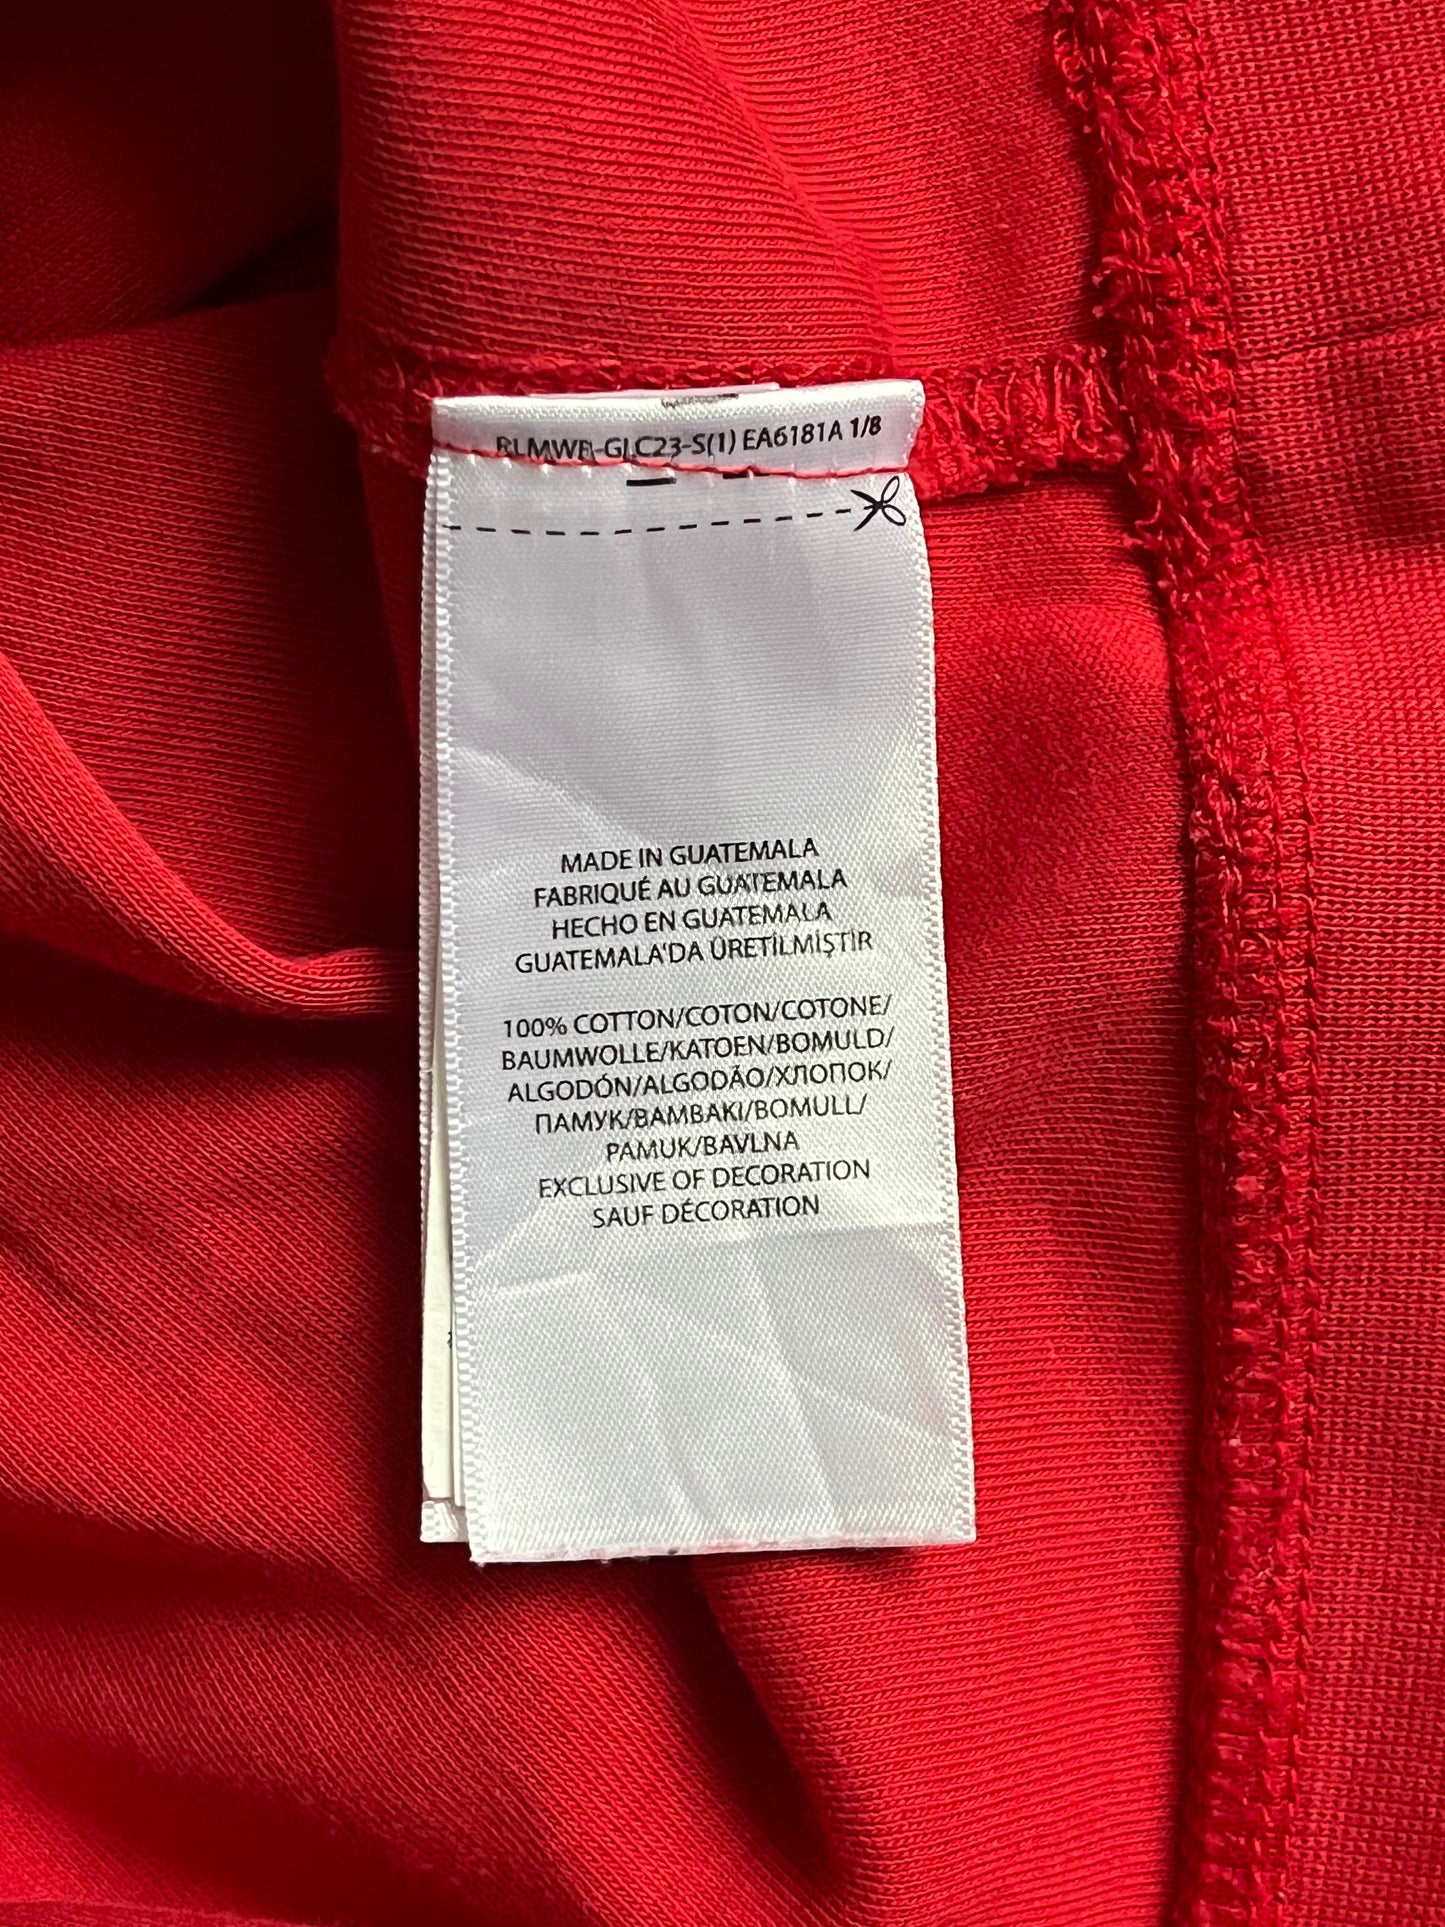 RLMWR-GLC23-S(1) EA6181A 1/8
MADE IN GUATEMALA
FABRIQUÉ AU GUATEMALA
HECHO EN GUATEMALA
GUATEMALA'DA ÜRETİLMİŞTİR
100% COTTON/COTON/COTONE/
BAUMWOLLE/KATOEN/BOMULD/
ALGODÓN/ALGODÃO/ХЛОПОК/
ПАМУК/ΒΑΜΒΑΚΙ/BOMULL/
PAMUK/BAVLNA
EXCLUSIVE OF DECORATION
SAUF DÉCORATION